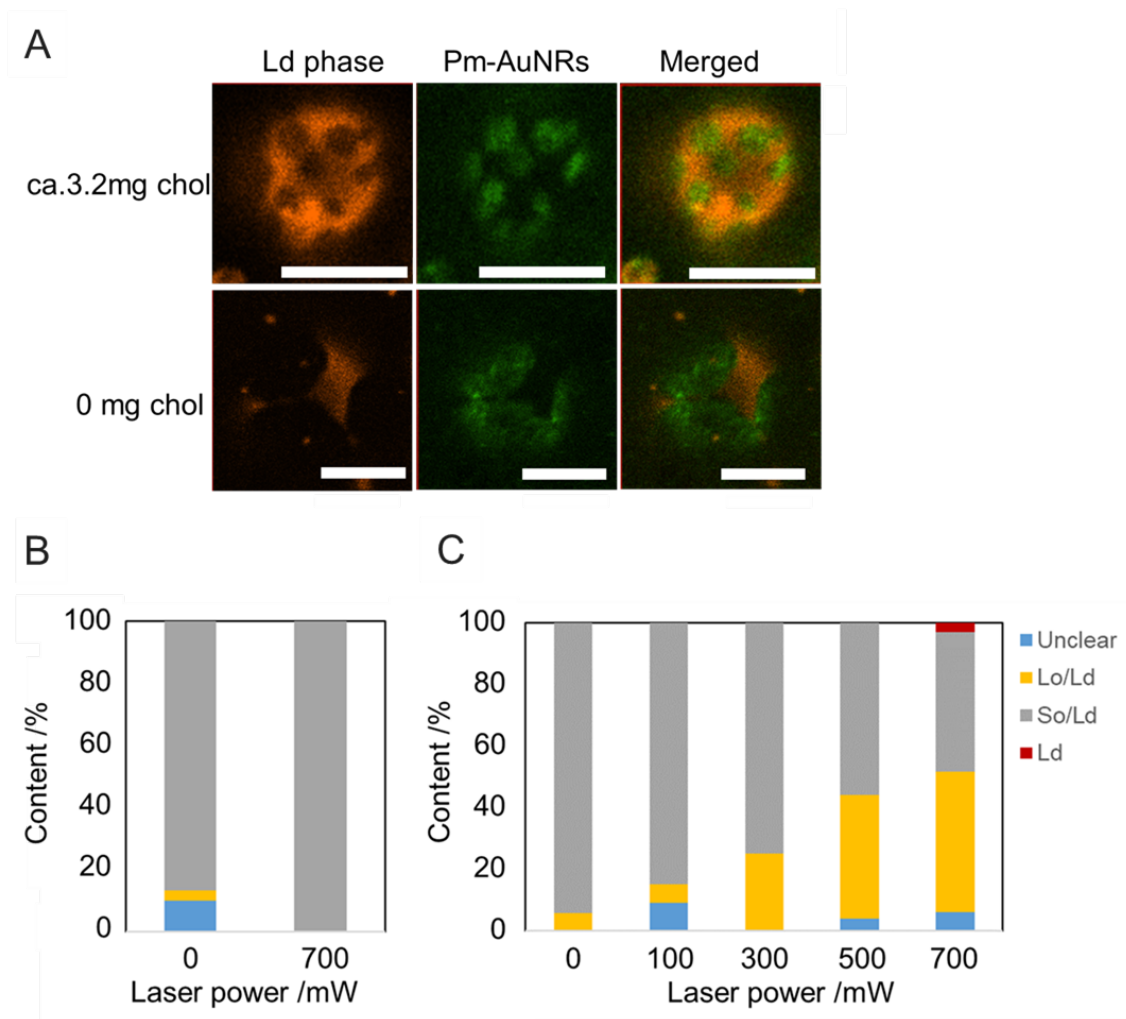 A
Ld phase Pm-AuNRs Merged
ca.3.2mg chol
0 mg chol
B
Content /%
100
80
60
40
20
0
0 700
Laser power /mW
C
Content /%
100
80
60
40
20
0
0 100 300 500 700
Laser power /mW
Unclear
Lo/Ld
So/Ld
Ld